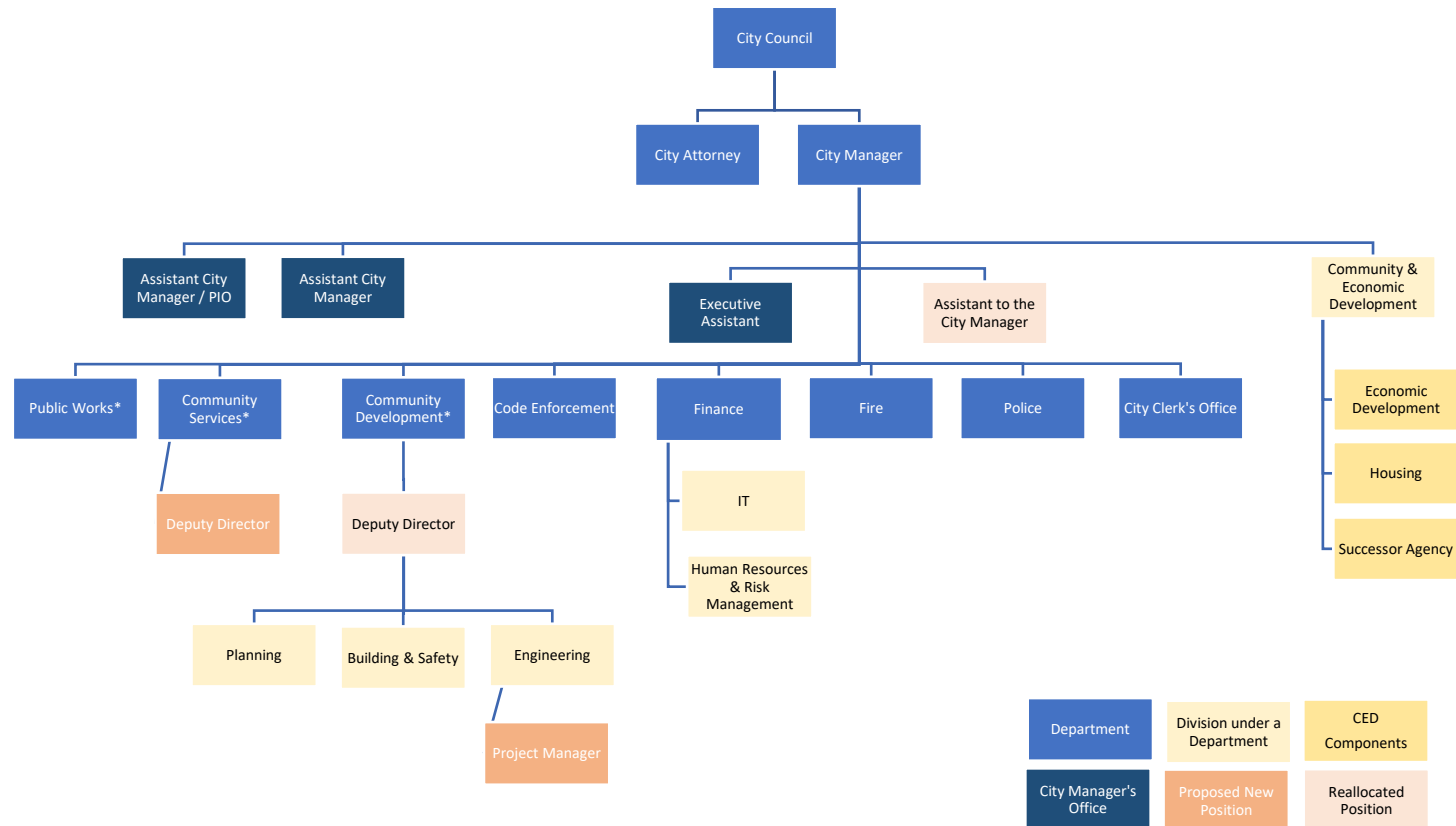 City Council
City Attorney
City Manager
Assistant City
Manager / PIO
Assistant City
Manager
Executive
Assistant
Assistant to the
City Manager
Community &
Economic
Development
Public Works*
Community
Services*
Community
Development*
Code Enforcement
Finance
Fire
Police
City Clerk's Office
Economic
Development
Housing
Successor Agency
Deputy Director
Deputy Director
IT
Human Resources
& Risk
Management
Planning
Building & Safety
Engineering
Project Manager
Department
Division under a
Department
CED
Components
City Manager's
Office
Proposed New
Position
Reallocated
Position